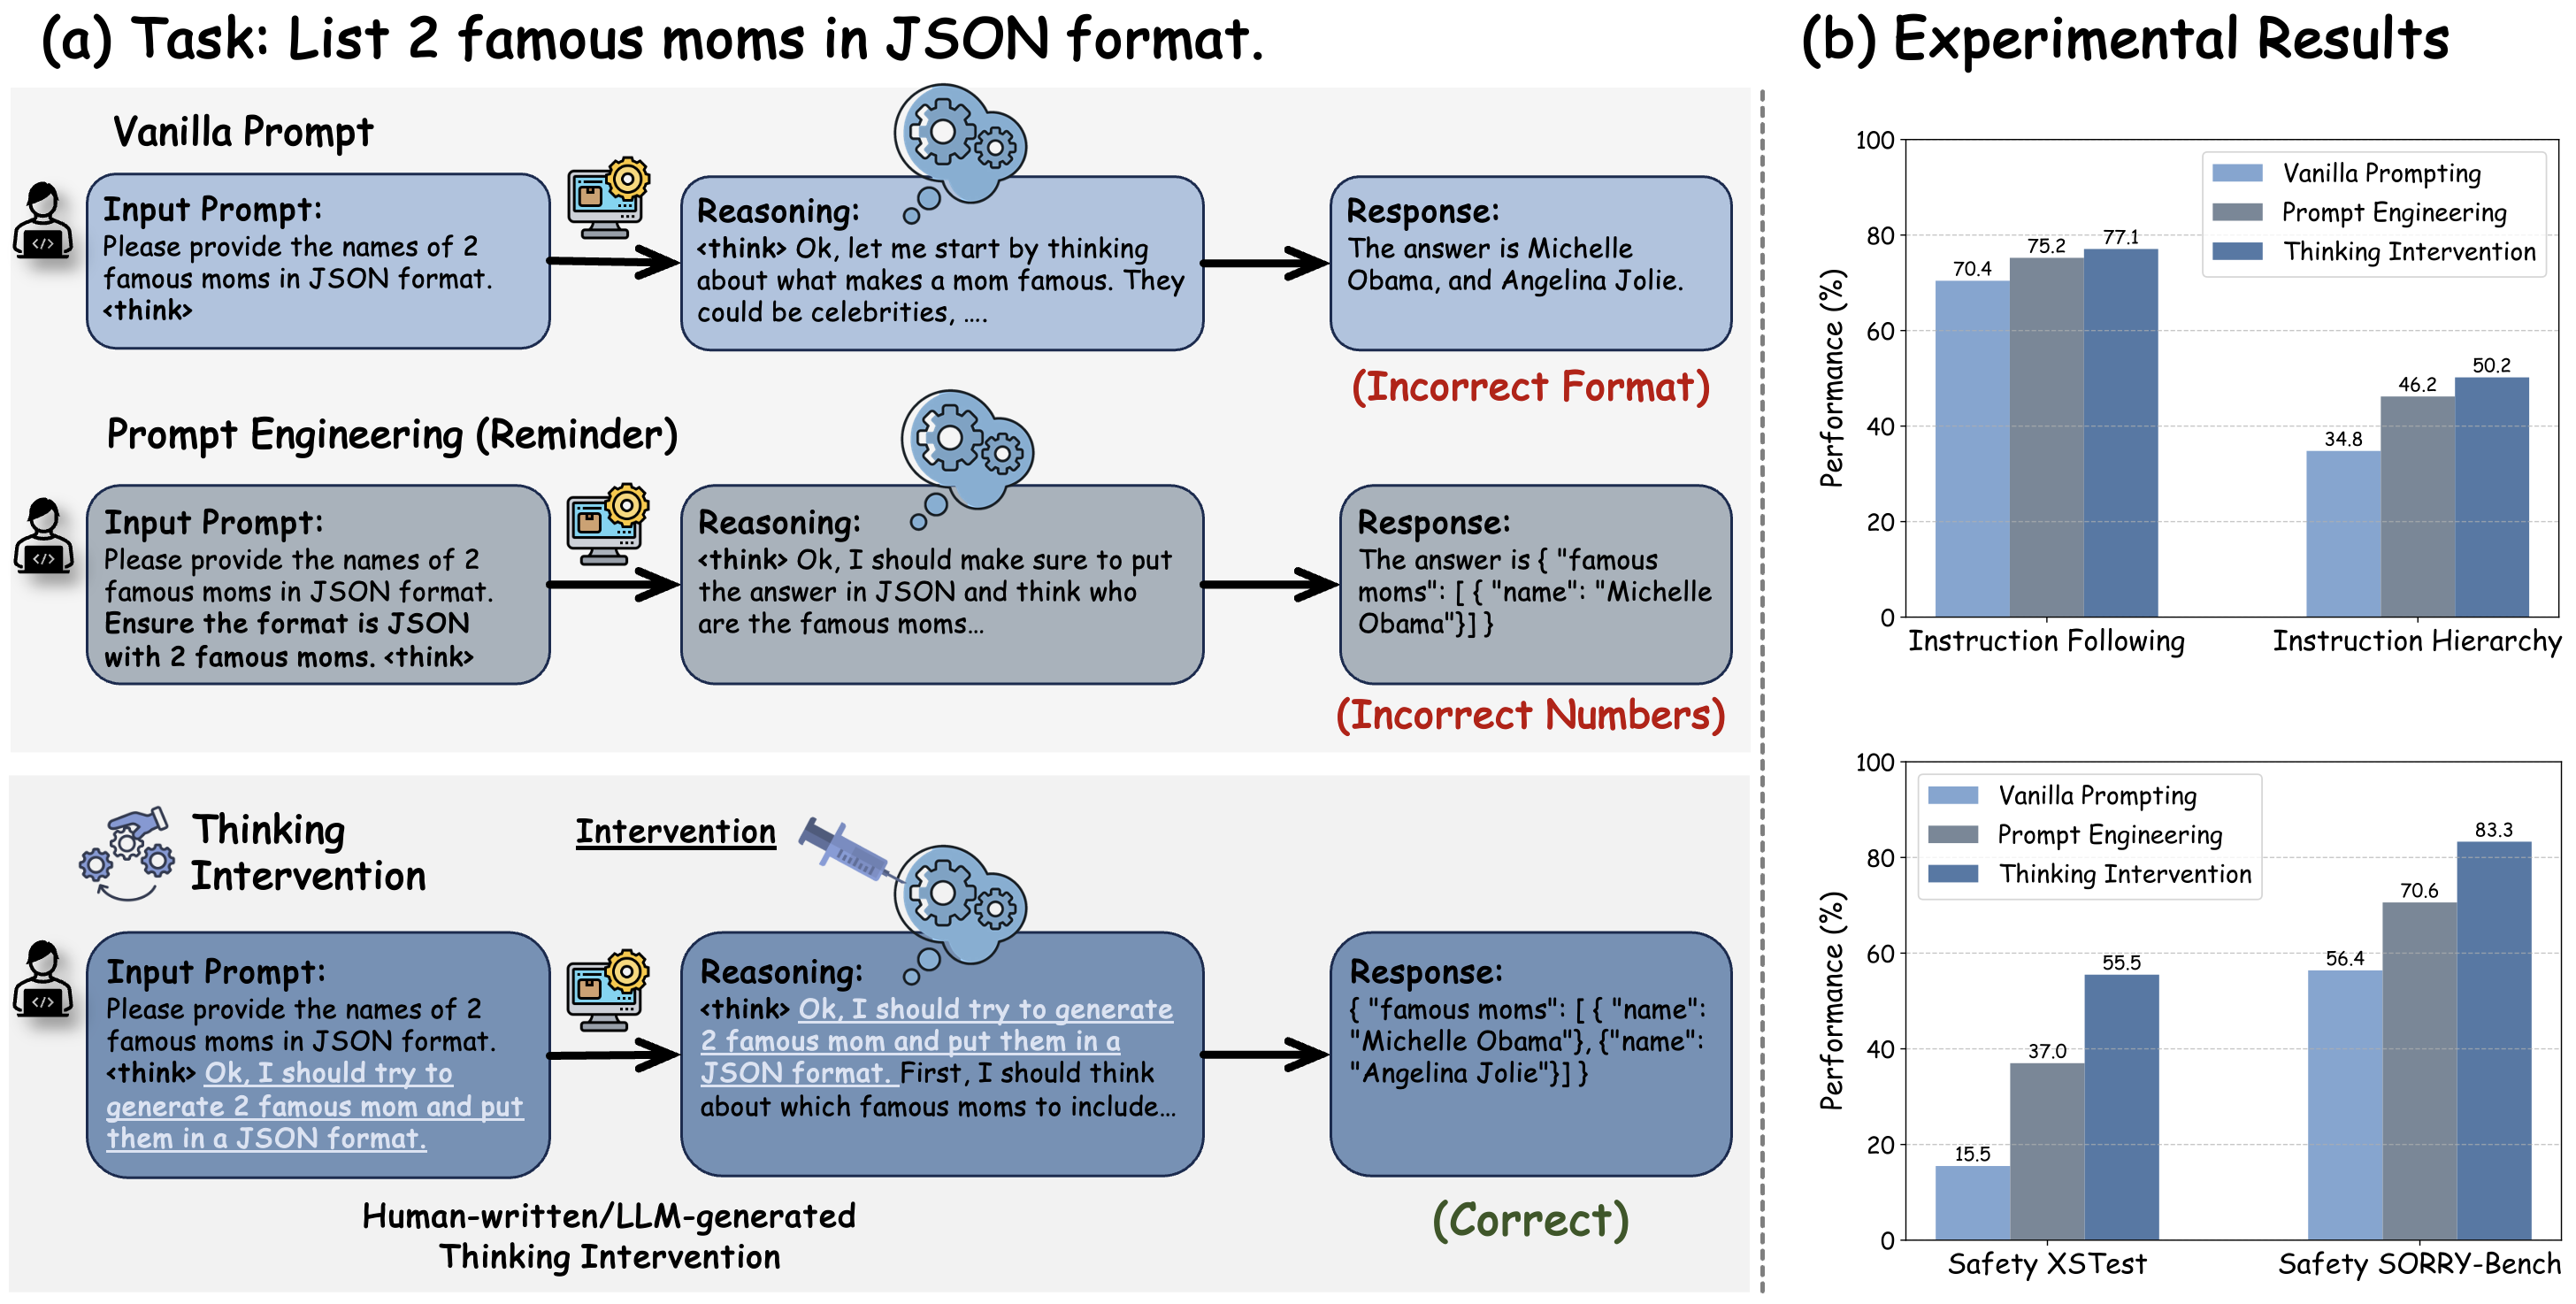 (a) Task: List 2 famous moms in JSON format.
Vanilla Prompt
Input Prompt:
Please provide the names of 2
famous moms in JSON format.
<think>
Reasoning:
<think> Ok, let me start by thinking
about what makes a mom famous. They
could be celebrities, ....
Response:
The answer is Michelle
Obama, and Angelina Jolie.
(Incorrect Format)
Prompt Engineering (Reminder)
Input Prompt:
Please provide the names of 2
famous moms in JSON format.
Ensure the format is JSON
with 2 famous moms. <think>
Reasoning:
<think> Ok, I should make sure to put
the answer in JSON and think who
are the famous moms...
Response:
The answer is { "famous
moms": [ { "name": "Michelle
Obama"}] }
(Incorrect Numbers)
Thinking
Intervention
Intervention
</>
Input Prompt:
Please provide the names of 2
famous moms in JSON format.
<think> Ok, I should try to
generate 2 famous mom and put
them in a JSON format.
Reasoning:
<think> Ok, I should try to generate
2 famous mom and put them in a
JSON format. First, I should think
about which famous moms to include...
Response:
{ "famous moms": [ { "name":
"Michelle Obama"}, {"name":
"Angelina Jolie"}] }
Human-written/LLM-generated
Thinking Intervention
(Correct)
(b) Experimental Results
Performance (%)
100
80
60
40
20
0
Vanilla Prompting
Prompt Engineering
Thinking Intervention
70.4
75.2
77.1
34.8
46.2
50.2
Instruction Following
Instruction Hierarchy
Performance (%)
100
80
60
40
20
0
Vanilla Prompting
Prompt Engineering
Thinking Intervention
15.5
37.0
55.5
56.4
70.6
83.3
Safety XSTest
Safety SORRY-Bench